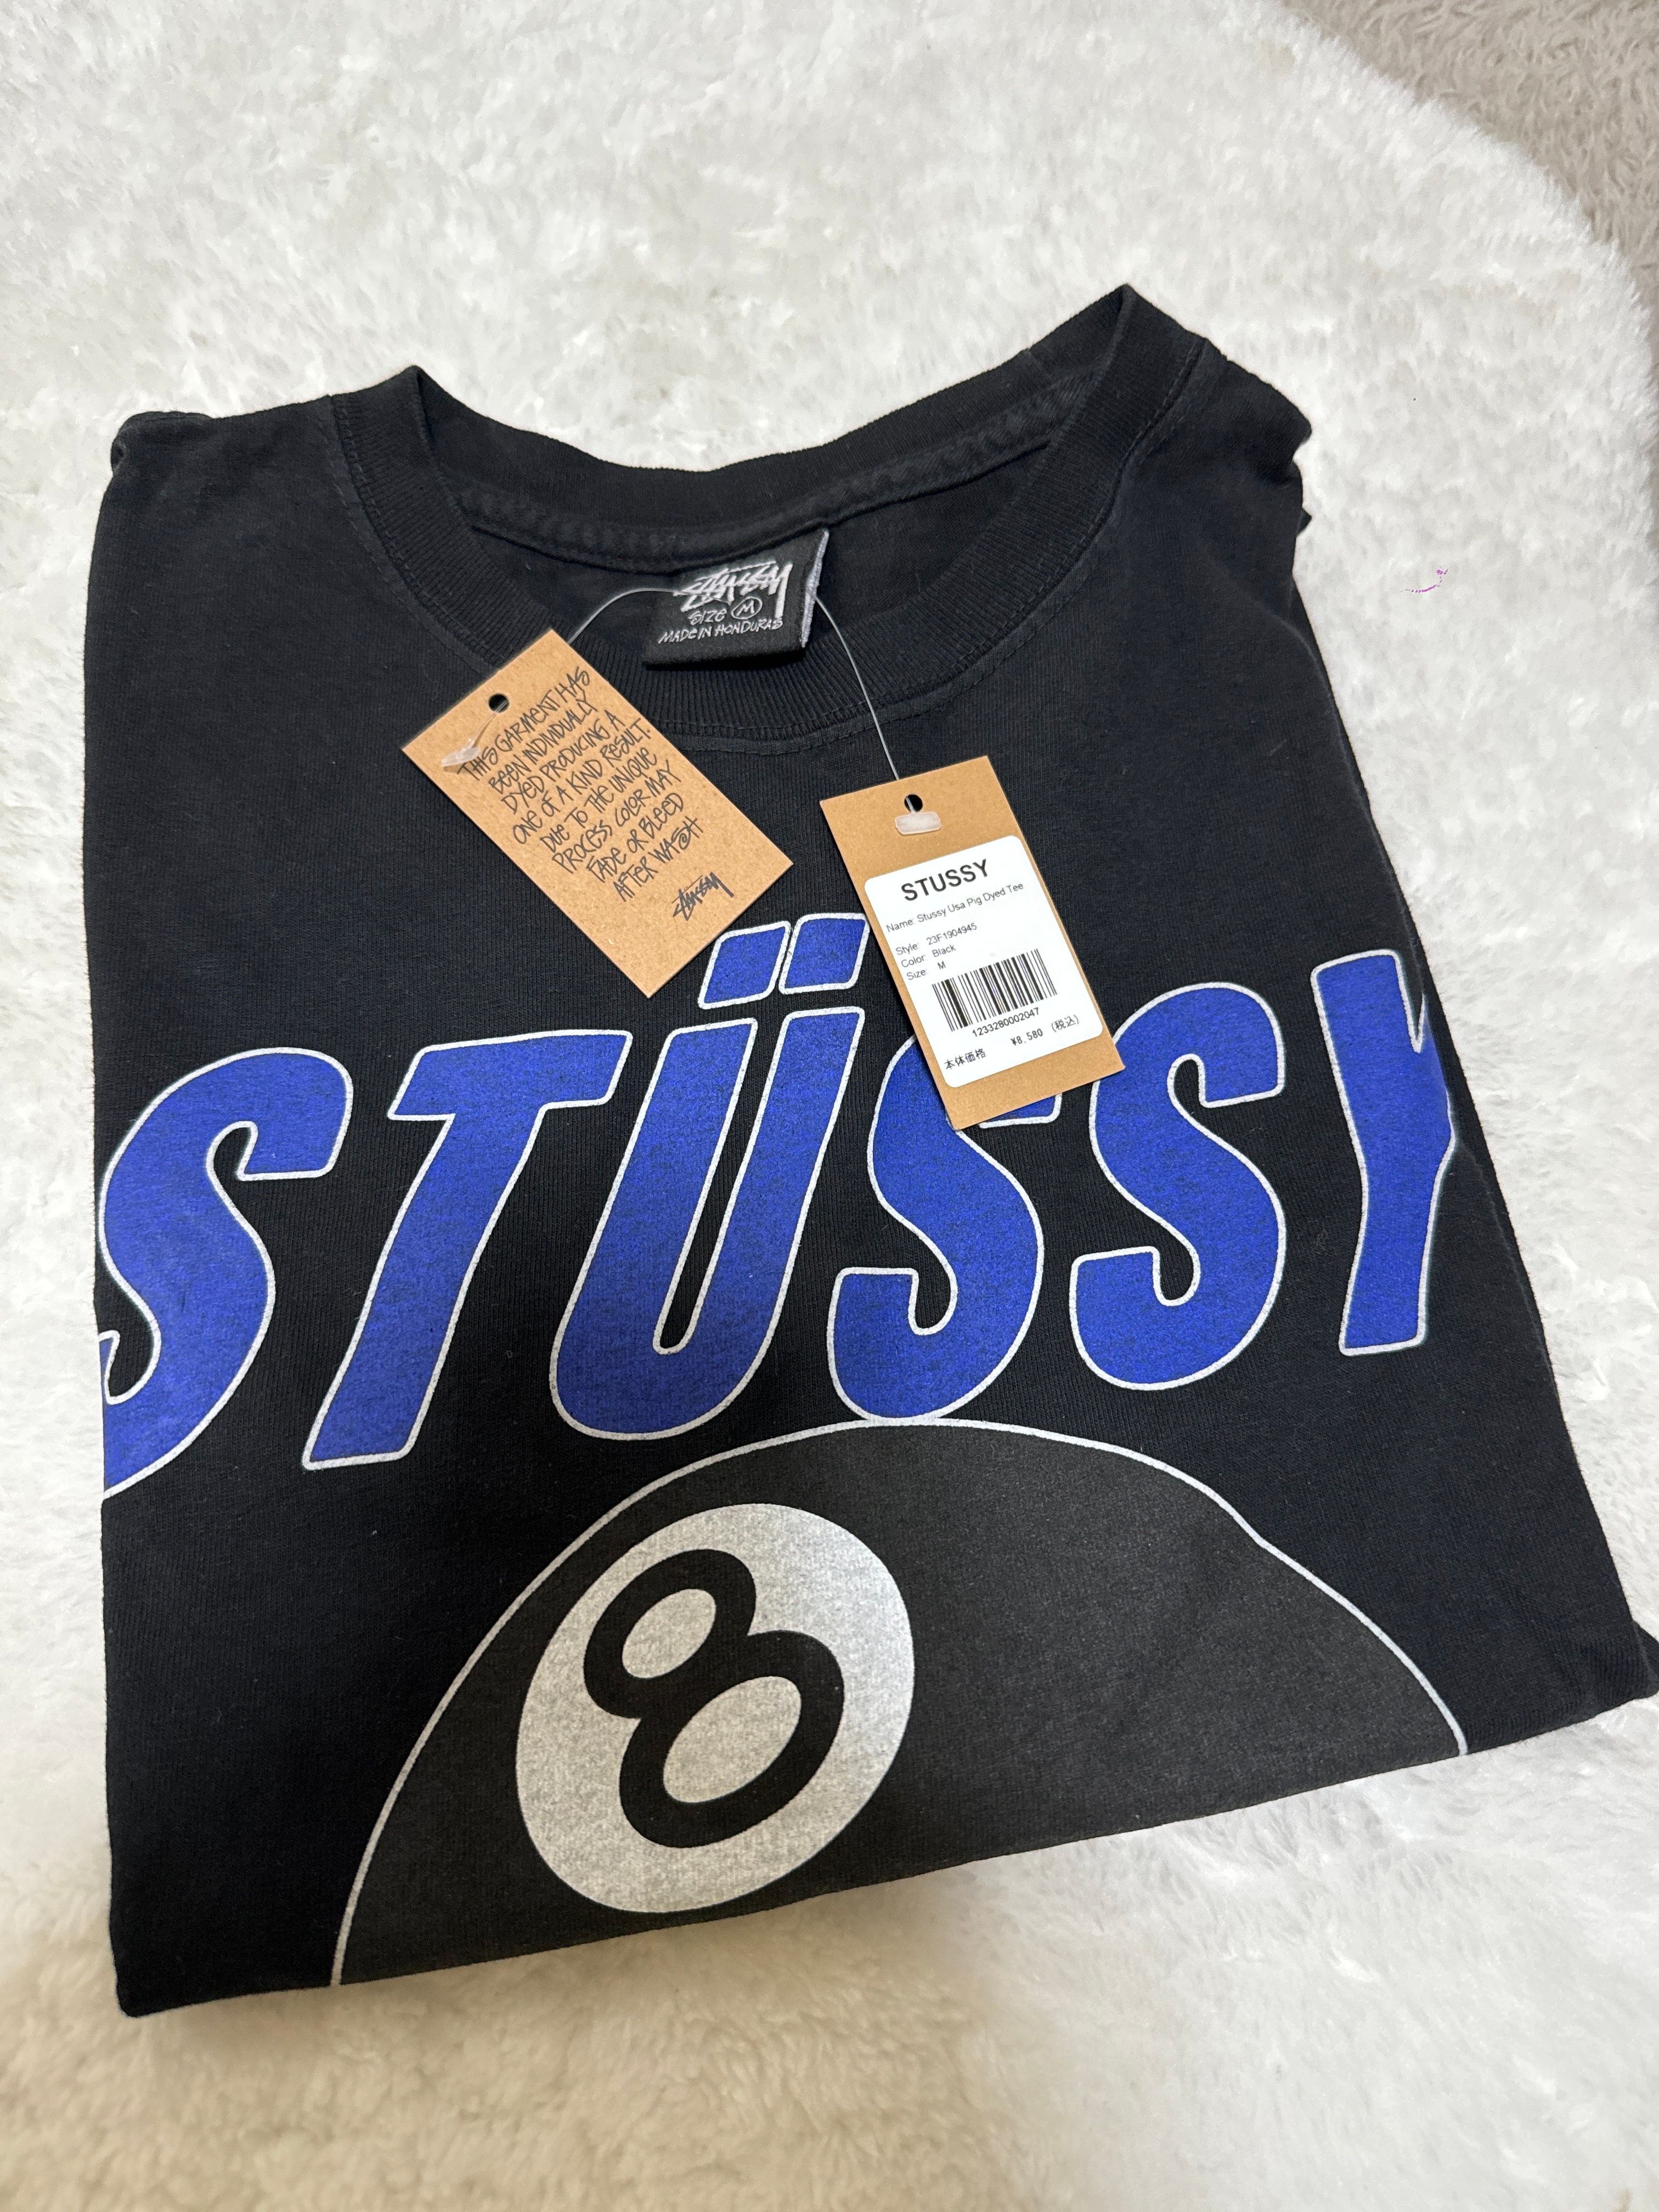 STÜSSY
SIZE M
MADE IN HONDURAS
THIS GARMENT HAS
BEEN INDIVIDUALLY
DYED PRODUCING A
ONE OF A KIND RESULT.
DUE TO THE UNIQUE
PROCESS, COLOR MAY
FADE OR BLEED
AFTER WASH
STÜSSY
STUSSY
Name: Stussy Usa Pig Dyed Tee
Style: 23F1904945
Color: Black
Size: M
1233280002047
本体価格 ¥8,580 (税込)
STÜSSY
8